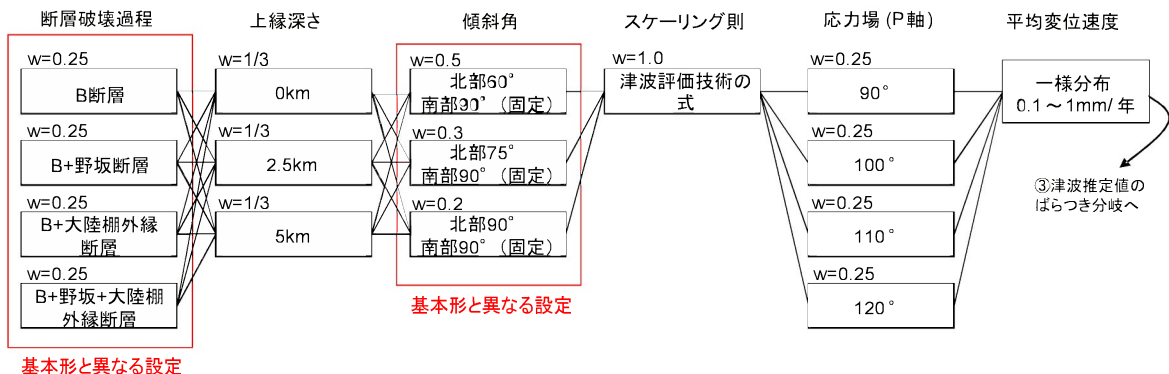 断層破壊過程
w=0.25
B断層
w=0.25
B+野坂断層
w=0.25
B+大陸棚外縁
断層
w=0.25
B+野坂+大陸棚
外縁断層
基本形と異なる設定
上縁深さ
w=1/3
0km
w=1/3
2.5km
w=1/3
5km
傾斜角
w=0.5
北部60°
南部90°（固定）
w=0.3
北部75°
南部90°（固定）
w=0.2
北部90°
南部90°（固定）
基本形と異なる設定
スケーリング則
w=1.0
津波評価技術の
式
応力場 (P軸)
w=0.25
90°
w=0.25
100°
w=0.25
110°
w=0.25
120°
平均変位速度
一様分布
0.1～1mm/年
③津波推定値の
ばらつき分岐へ